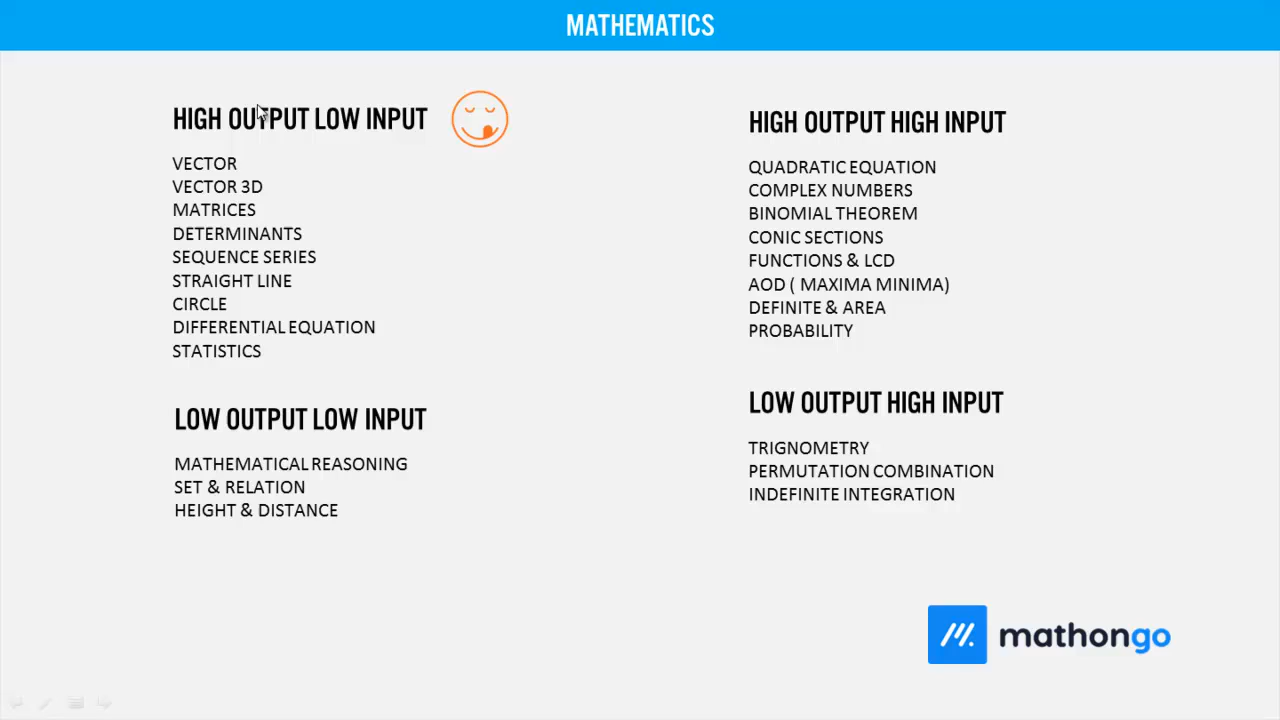 MATHEMATICS
HIGH OUTPUT LOW INPUT
VECTOR
VECTOR 3D
MATRICES
DETERMINANTS
SEQUENCE SERIES
STRAIGHT LINE
CIRCLE
DIFFERENTIAL EQUATION
STATISTICS
LOW OUTPUT LOW INPUT
MATHEMATICAL REASONING
SET & RELATION
HEIGHT & DISTANCE
HIGH OUTPUT HIGH INPUT
QUADRATIC EQUATION
COMPLEX NUMBERS
BINOMIAL THEOREM
CONIC SECTIONS
FUNCTIONS & LCD
AOD ( MAXIMA MINIMA)
DEFINITE & AREA
PROBABILITY
LOW OUTPUT HIGH INPUT
TRIGNOMETRY
PERMUTATION COMBINATION
INDEFINITE INTEGRATION
mathongo